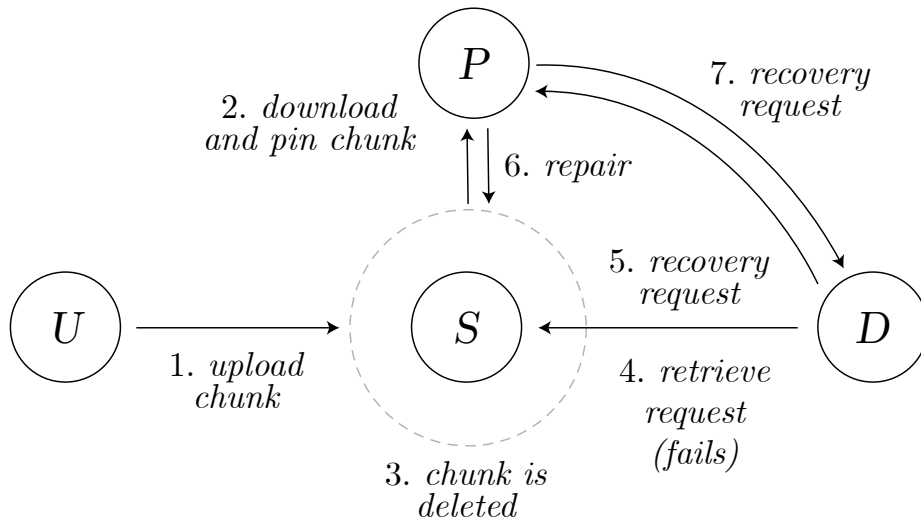 P
7. recovery
request
2. download
and pin chunk
6. repair
5. recovery
request
U
S
D
1. upload
chunk
4. retrieve
request
(fails)
3. chunk is
deleted